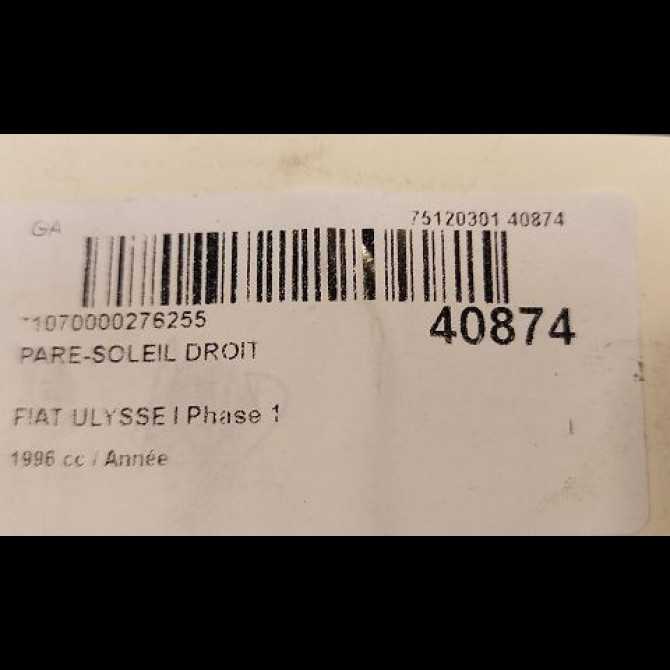 GA 75120301 40874
1070000276255 40874
PARE-SOLEIL DROIT
FIAT ULYSSE I Phase 1
1996 cc / Année